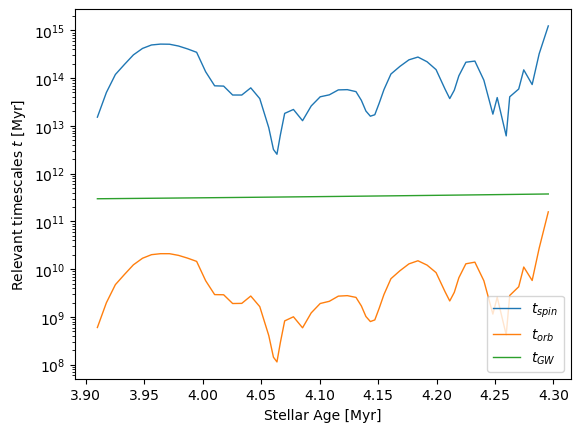 10^15
10^14
10^13
10^12
10^11
10^10
10^9
10^8
Relevant timescales t [Myr]
t_spin
t_orb
t_GW
3.90 3.95 4.00 4.05 4.10 4.15 4.20 4.25 4.30
Stellar Age [Myr]